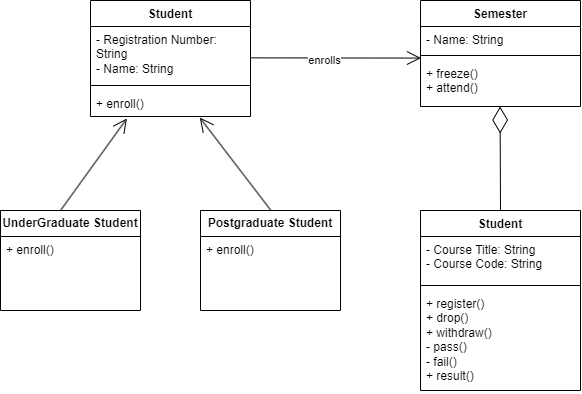 Student
- Registration Number:
String
- Name: String
+ enroll()
enrolls
Semester
- Name: String
+ freeze()
+ attend()
UnderGraduate Student
+ enroll()
Postgraduate Student
+ enroll()
Student
- Course Title: String
- Course Code: String
+ register()
+ drop()
+ withdraw()
- pass()
- fail()
+ result()